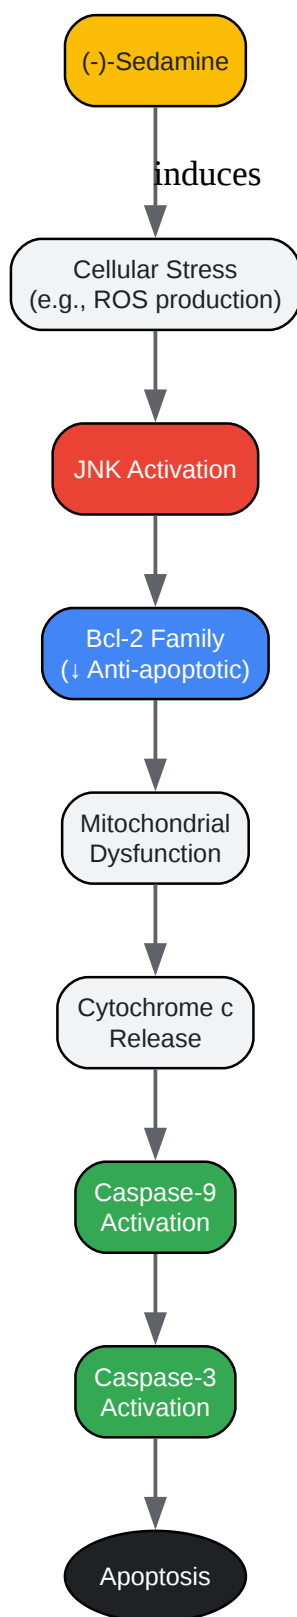 (-)-Sedamine
induces
Cellular Stress
(e.g., ROS production)
JNK Activation
Bcl-2 Family
(↓ Anti-apoptotic)
Mitochondrial
Dysfunction
Cytochrome c
Release
Caspase-9
Activation
Caspase-3
Activation
Apoptosis